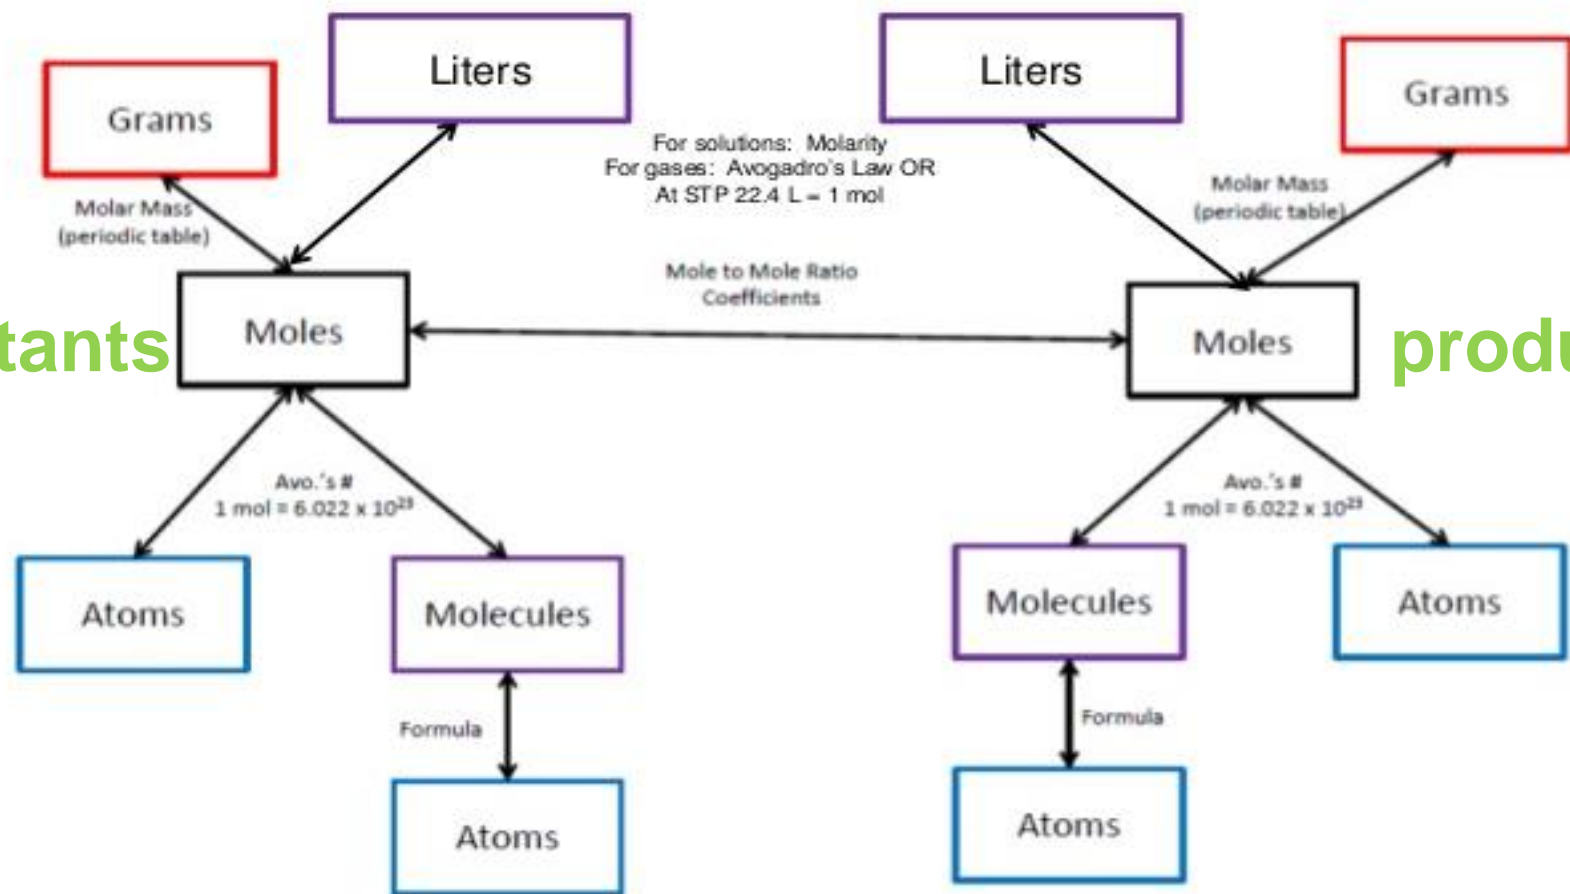 Liters
Liters
Grams
Grams
For solutions: Molarity
For gases: Avogadro's Law OR
At STP 22.4 L = 1 mol
Molar Mass
(periodic table)
Molar Mass
(periodic table)
Mole to Mole Ratio
Coefficients
tants
Moles
Moles
produ
Avo.'s #
1 mol = 6.022 x 10²³
Avo.'s #
1 mol = 6.022 x 10²³
Atoms
Molecules
Molecules
Atoms
Formula
Formula
Atoms
Atoms